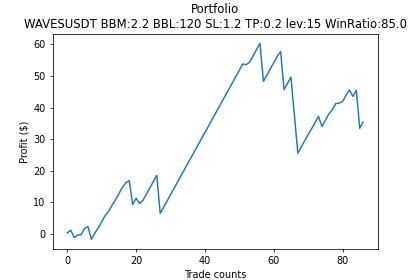 Portfolio
WAVESUSDT BBM:2.2 BBL:120 SL:1.2 TP:0.2 lev:15 WinRatio:85.0
60
50
40
30
20
10
0
Profit ($)
0 20 40 60 80
Trade counts